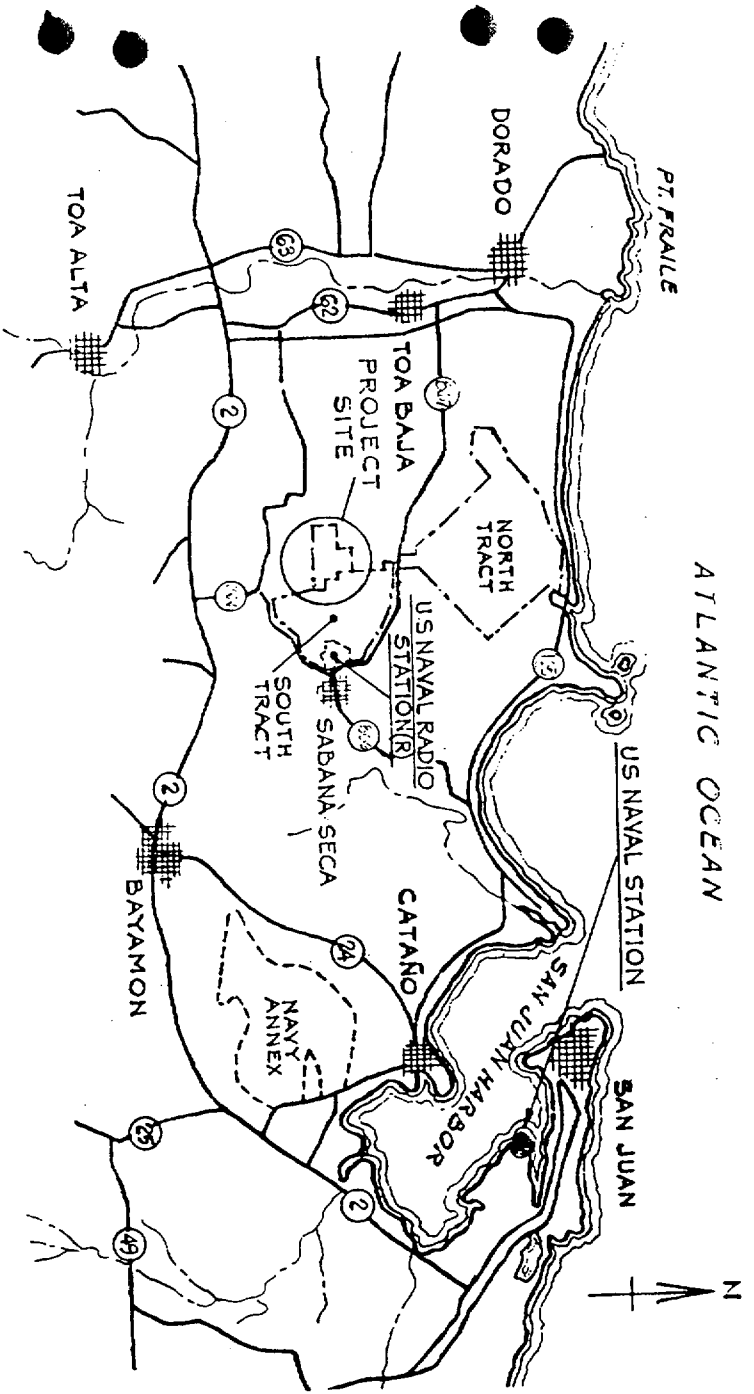 ATLANTIC OCEAN
N
PT. FRAILE
US NAVAL STATION
SAN JUAN
DORADO
NORTH
TRACT
SAN JUAN HARBOR
63
62
TOA BAJA
PROJECT
SITE
US NAVAL RADIO
STATION(R)
SABANA SECA
SOUTH
TRACT
CATAÑO
24
NAVY
ANNEX
TOA ALTA
2
2
BAYAMON
2
25
49